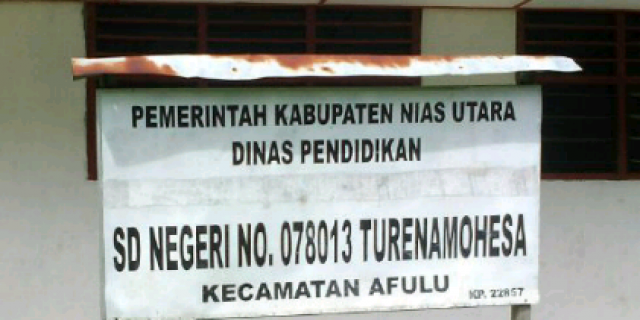 PEMERINTAH KABUPATEN NIAS UTARA
DINAS PENDIDIKAN
SD NEGERI NO. 078013 TURENAMOHESA
KECAMATAN AFULU
KP. 22857